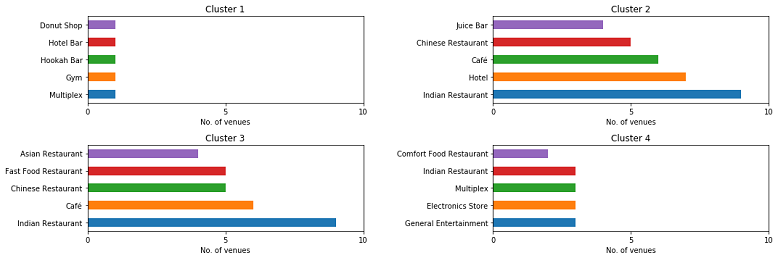 Cluster 1
Donut Shop
Hotel Bar
Hookah Bar
Gym
Multiplex
0 5 10
No. of venues
Cluster 2
Juice Bar
Chinese Restaurant
Café
Hotel
Indian Restaurant
0 5 10
No. of venues
Cluster 3
Asian Restaurant
Fast Food Restaurant
Chinese Restaurant
Café
Indian Restaurant
0 5 10
No. of venues
Cluster 4
Comfort Food Restaurant
Indian Restaurant
Multiplex
Electronics Store
General Entertainment
0 5 10
No. of venues